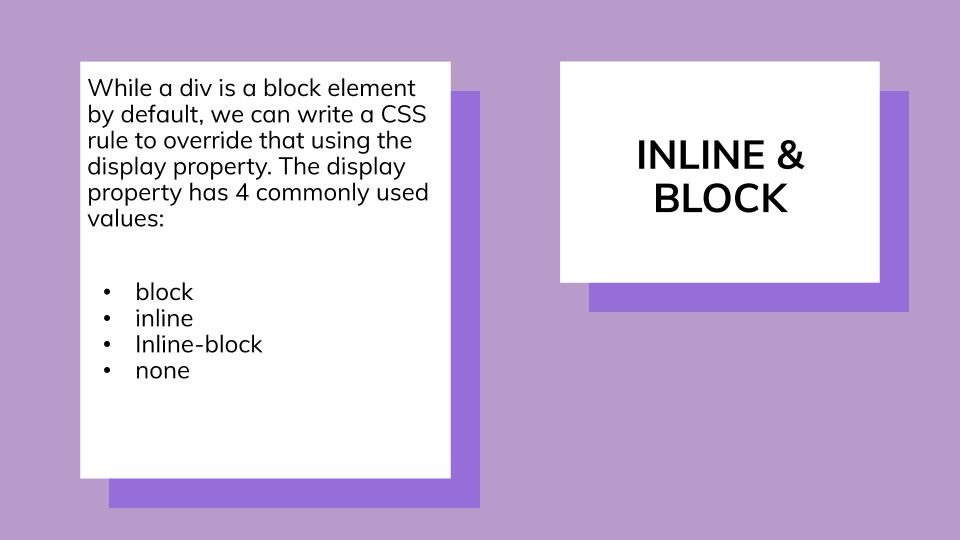 While a div is a block element
by default, we can write a CSS
rule to override that using the
display property. The display
property has 4 commonly used
values:
• block
• inline
• Inline-block
• none
INLINE &
BLOCK